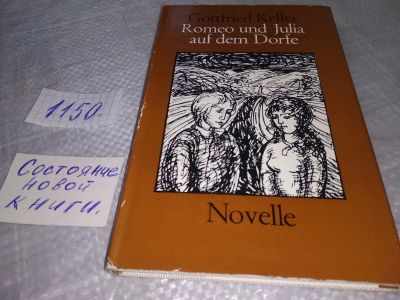 Gottfried Keller
Romeo und Julia
auf dem Dorfe
1150.
Состояние
новой
книги.
Novelle